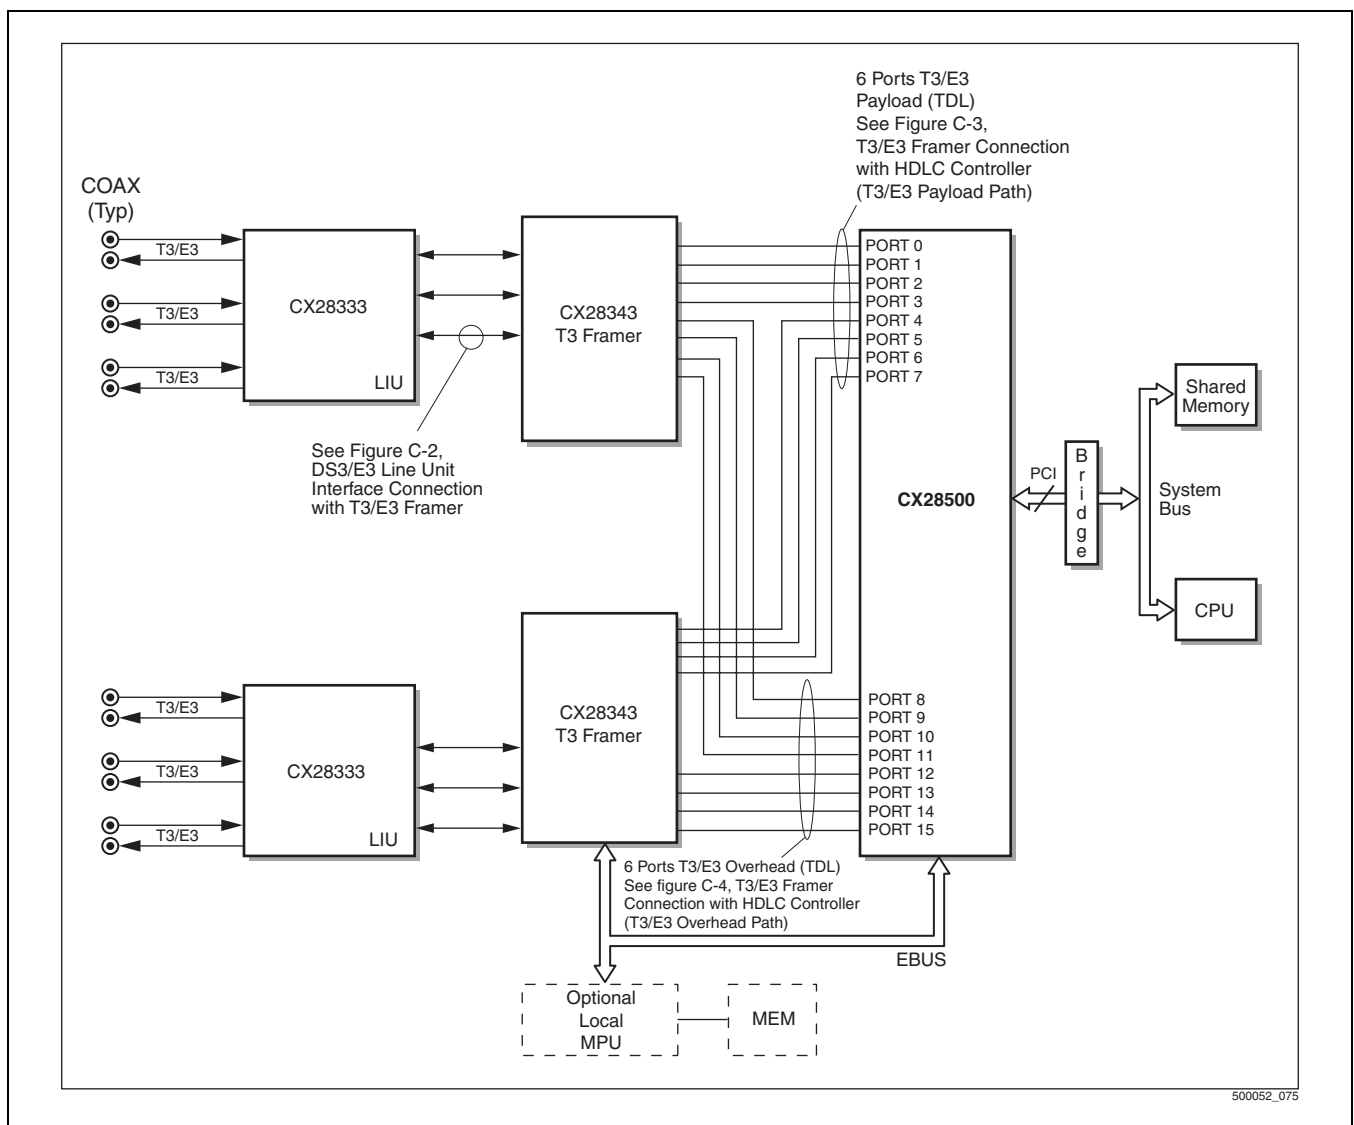 6 Ports T3/E3
Payload (TDL)
See Figure C-3,
T3/E3 Framer Connection
with HDLC Controller
(T3/E3 Payload Path)
COAX
(Typ)
T3/E3
T3/E3
T3/E3
CX28333
LIU
CX28343
T3 Framer
PORT 0
PORT 1
PORT 2
PORT 3
PORT 4
PORT 5
PORT 6
PORT 7
See Figure C-2,
DS3/E3 Line Unit
Interface Connection
with T3/E3 Framer
CX28500
PCI
Bridge
System
Bus
Shared
Memory
CPU
T3/E3
T3/E3
T3/E3
CX28333
LIU
CX28343
T3 Framer
PORT 8
PORT 9
PORT 10
PORT 11
PORT 12
PORT 13
PORT 14
PORT 15
6 Ports T3/E3 Overhead (TDL)
See figure C-4, T3/E3 Framer
Connection with HDLC Controller
(T3/E3 Overhead Path)
EBUS
Optional
Local
MPU
MEM
500052_075